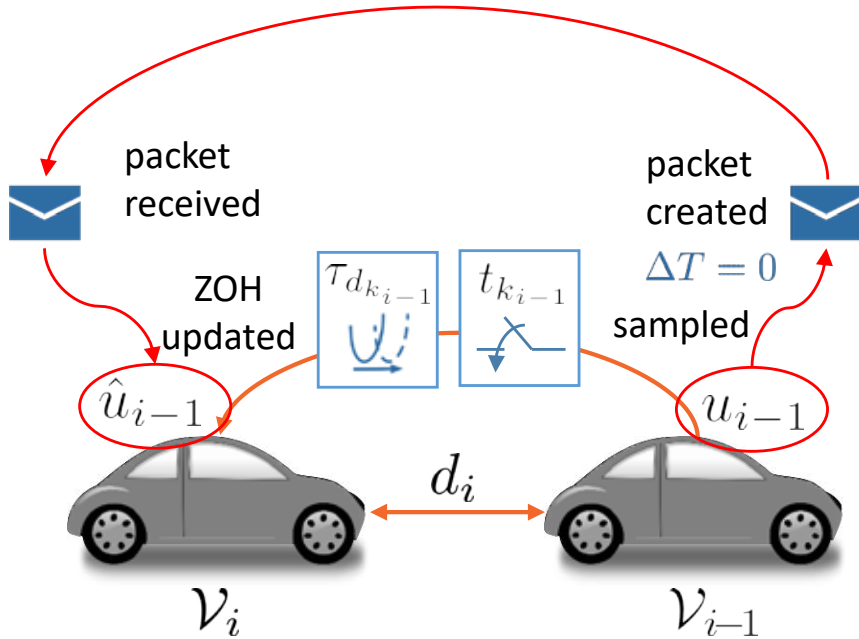 packet
received
packet
created
ΔT = 0
τ_{d_{k_{i-1}}}
t_{k_{i-1}}
ZOH
updated
sampled
û_{i-1}
u_{i-1}
d_i
𝒱_i
𝒱_{i-1}